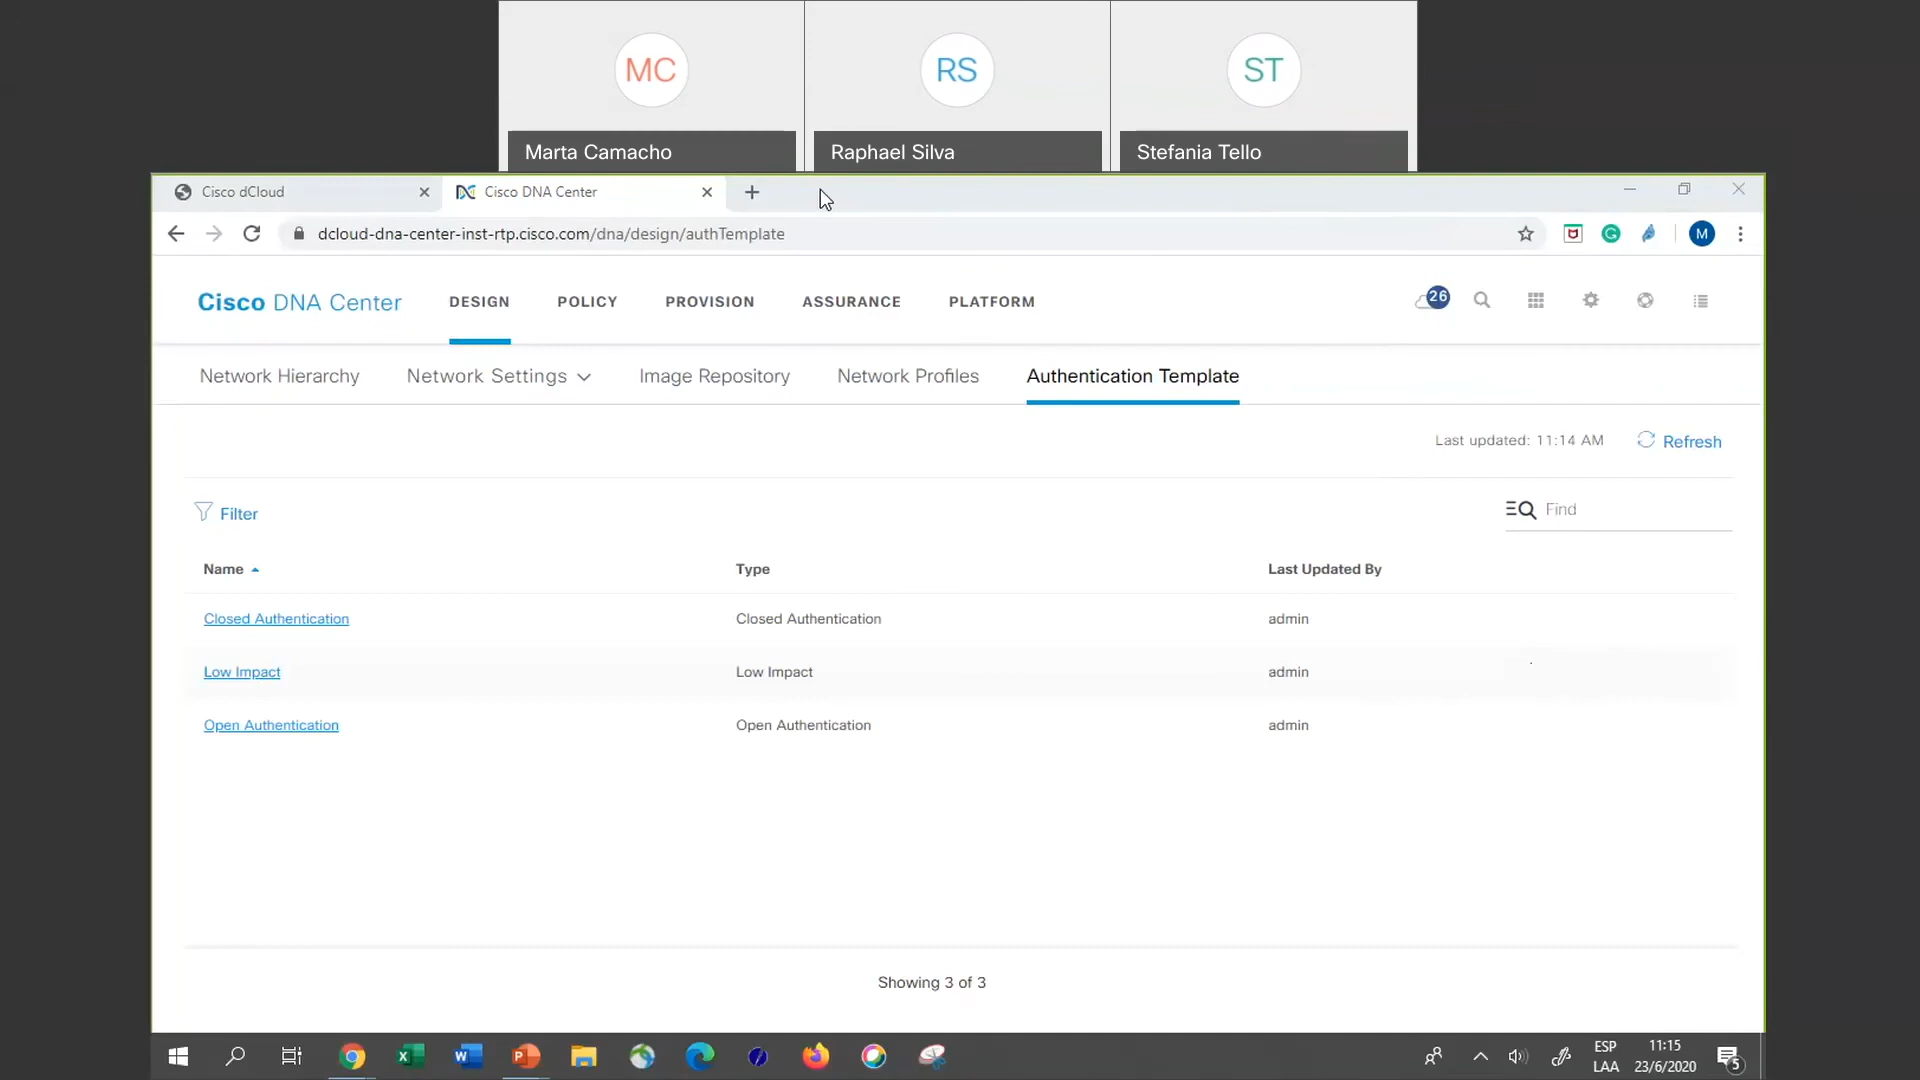 MC
RS
ST
Marta Camacho
Raphael Silva
Stefania Tello
Cisco dCloud
Cisco DNA Center
dcloud-dna-center-inst-rtp.cisco.com/dna/design/authTemplate
M
Cisco DNA Center
DESIGN
POLICY
PROVISION
ASSURANCE
PLATFORM
26
Network Hierarchy
Network Settings
Image Repository
Network Profiles
Authentication Template
Last updated: 11:14 AM
Refresh
Filter
Find
Name
Type
Last Updated By
Closed Authentication
Closed Authentication
admin
Low Impact
Low Impact
admin
Open Authentication
Open Authentication
admin
Showing 3 of 3
ESP
LAA
11:15
23/6/2020
5